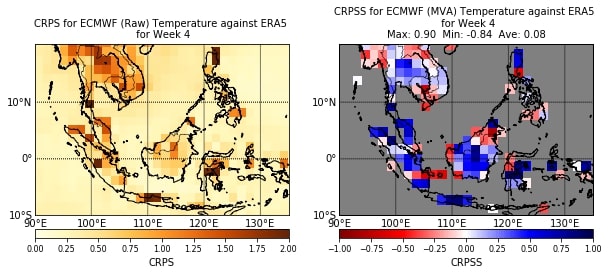 CRPS for ECMWF (Raw) Temperature against ERA5
for Week 4
10°N
0°
10°S
90°E 100°E 110°E 120°E 130°E
0.00 0.25 0.50 0.75 1.00 1.25 1.50 1.75 2.00
CRPS
CRPSS for ECMWF (MVA) Temperature against ERA5
for Week 4
Max: 0.90 Min: -0.84 Ave: 0.08
10°N
0°
10°S
90°E 100°E 110°E 120°E 130°E
−1.00 −0.75 −0.50 −0.25 0.00 0.25 0.50 0.75 1.00
CRPSS